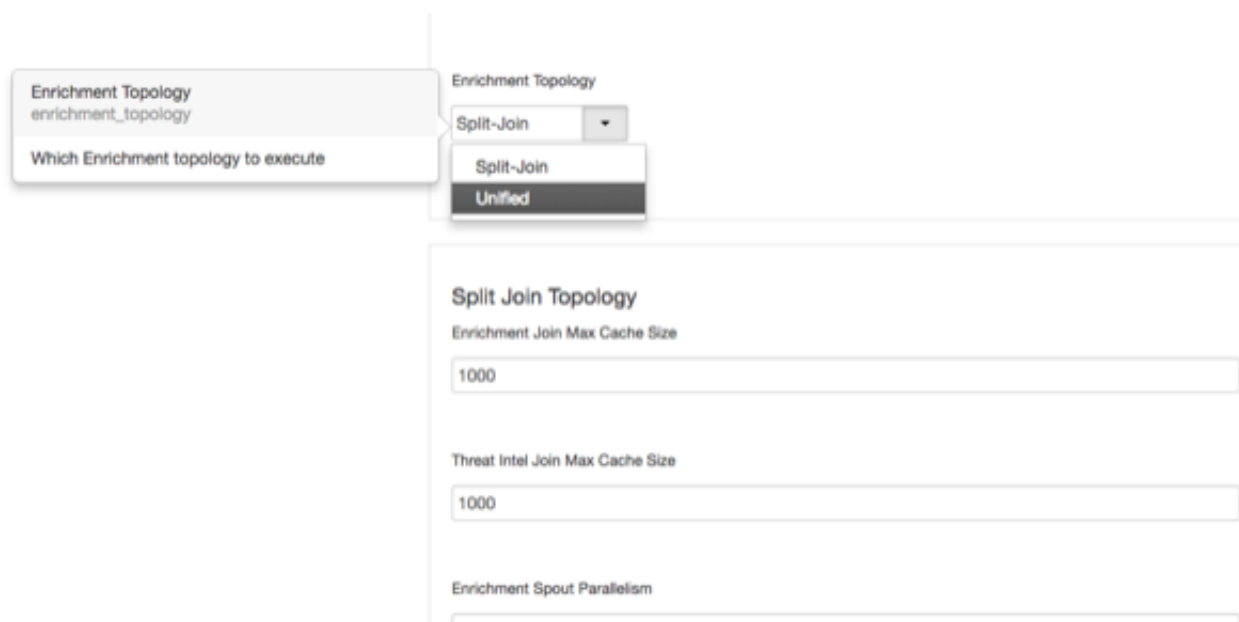 Enrichment Topology
enrichment_topology
Which Enrichment topology to execute
Enrichment Topology
Split-Join
Split-Join
Unified
Split Join Topology
Enrichment Join Max Cache Size
1000
Threat Intel Join Max Cache Size
1000
Enrichment Spout Parallelism